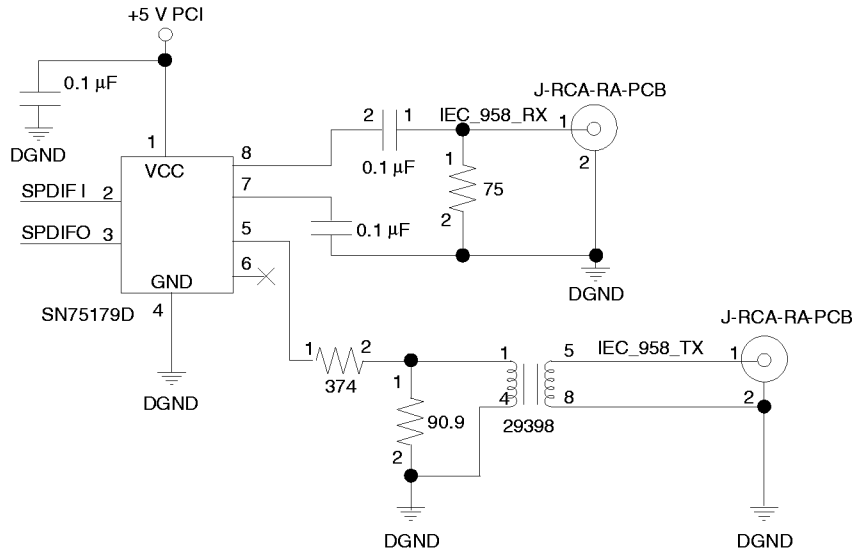 +5 V PCI
0.1 µF
DGND
1
VCC
8
2
1
IEC_958_RX
J-RCA-RA-PCB
1
0.1 µF
2
SPDIF I
2
7
1
75
2
0.1 µF
SPDIFO
3
5
6
GND
SN75179D
4
DGND
DGND
J-RCA-RA-PCB
1
2
374
1
5
IEC_958_TX
1
1
90.9
4
8
2
29398
2
DGND
DGND